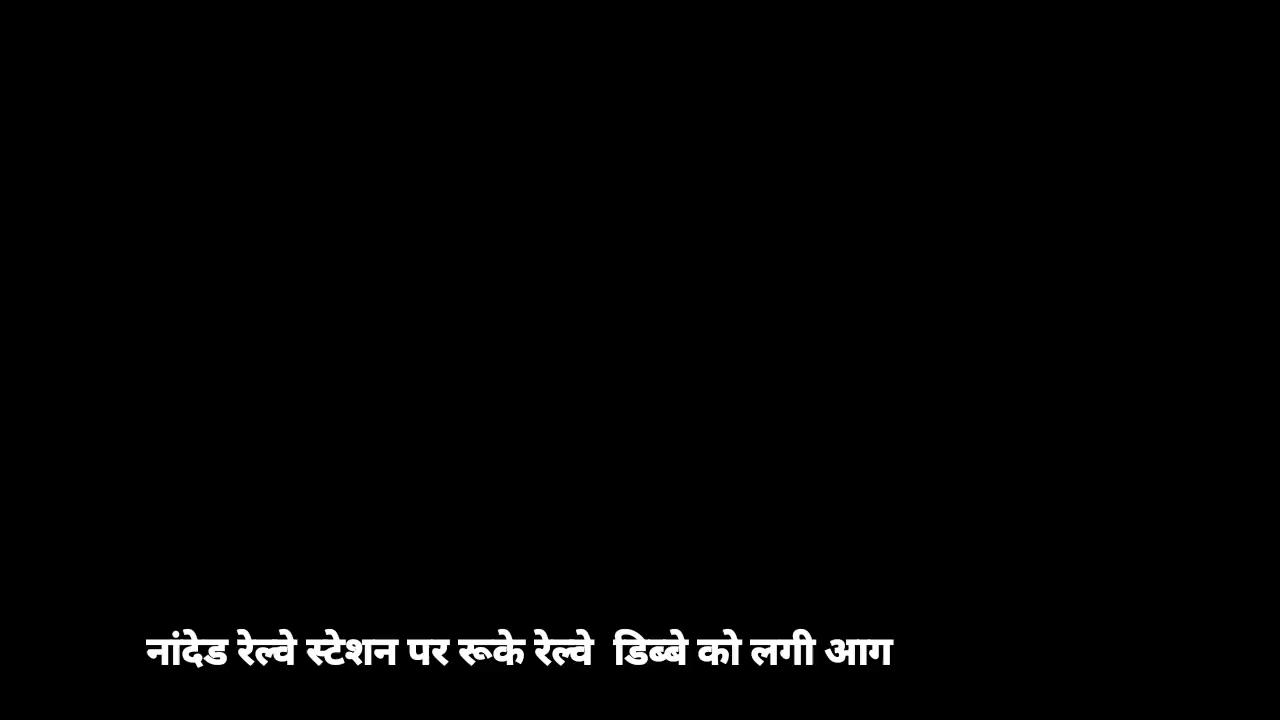 नांदेड रेल्वे स्टेशन पर रूके रेल्वे  डिब्बे को लगी आग